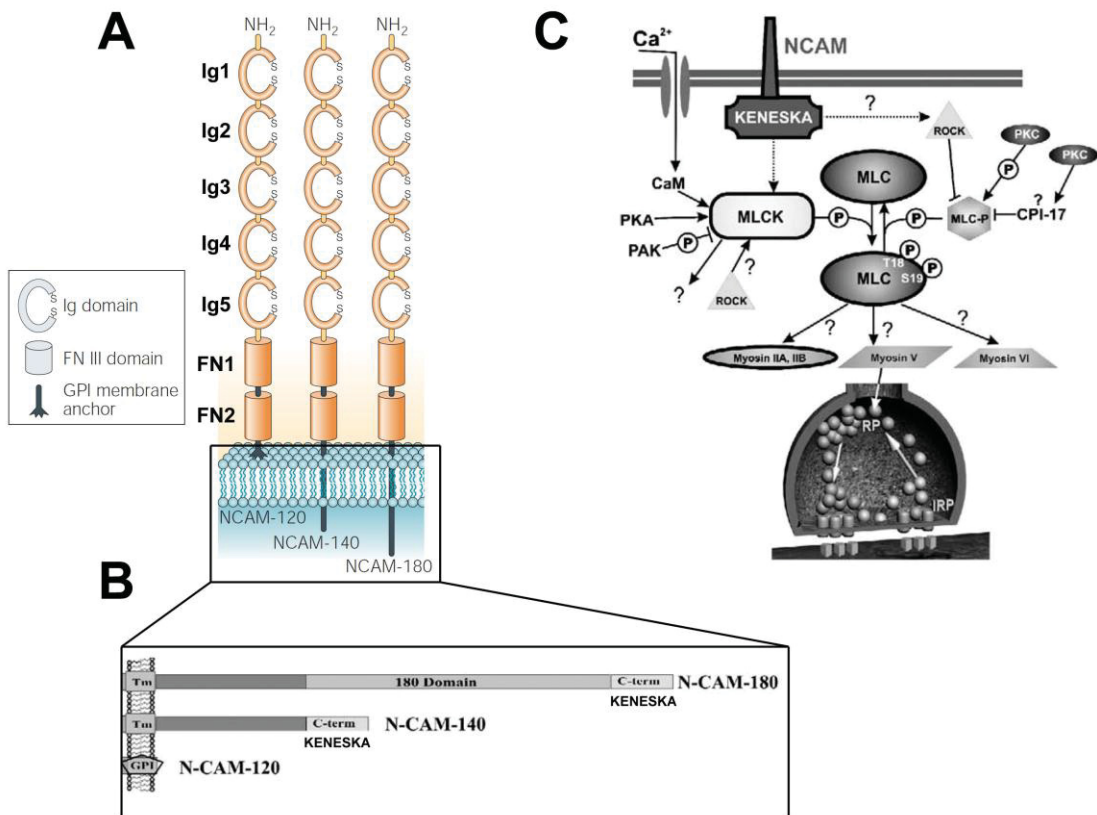 A
NH2 NH2 NH2
Ig1
S S S S S S
Ig2
S S S S S S
Ig3
S S S S S S
Ig4
S S S S S S
Ig5
S S S S S S
FN1
FN2
S S Ig domain
FN III domain
GPI membrane
anchor
NCAM-120
NCAM-140
NCAM-180
B
Tm 180 Domain C-term N-CAM-180
KENESKA
Tm C-term N-CAM-140
KENESKA
GPI N-CAM-120
C
Ca2+
NCAM
KENESKA
?
ROCK
PKC
PKC
P
CaM
MLC
?
PKA
MLCK
P
P
MLC-P
CPI-17
PAK
P
P
T18
MLC
S19
P
?
?
ROCK
? ? ?
Myosin IIA, IIB
Myosin V
Myosin VI
RP
IRP